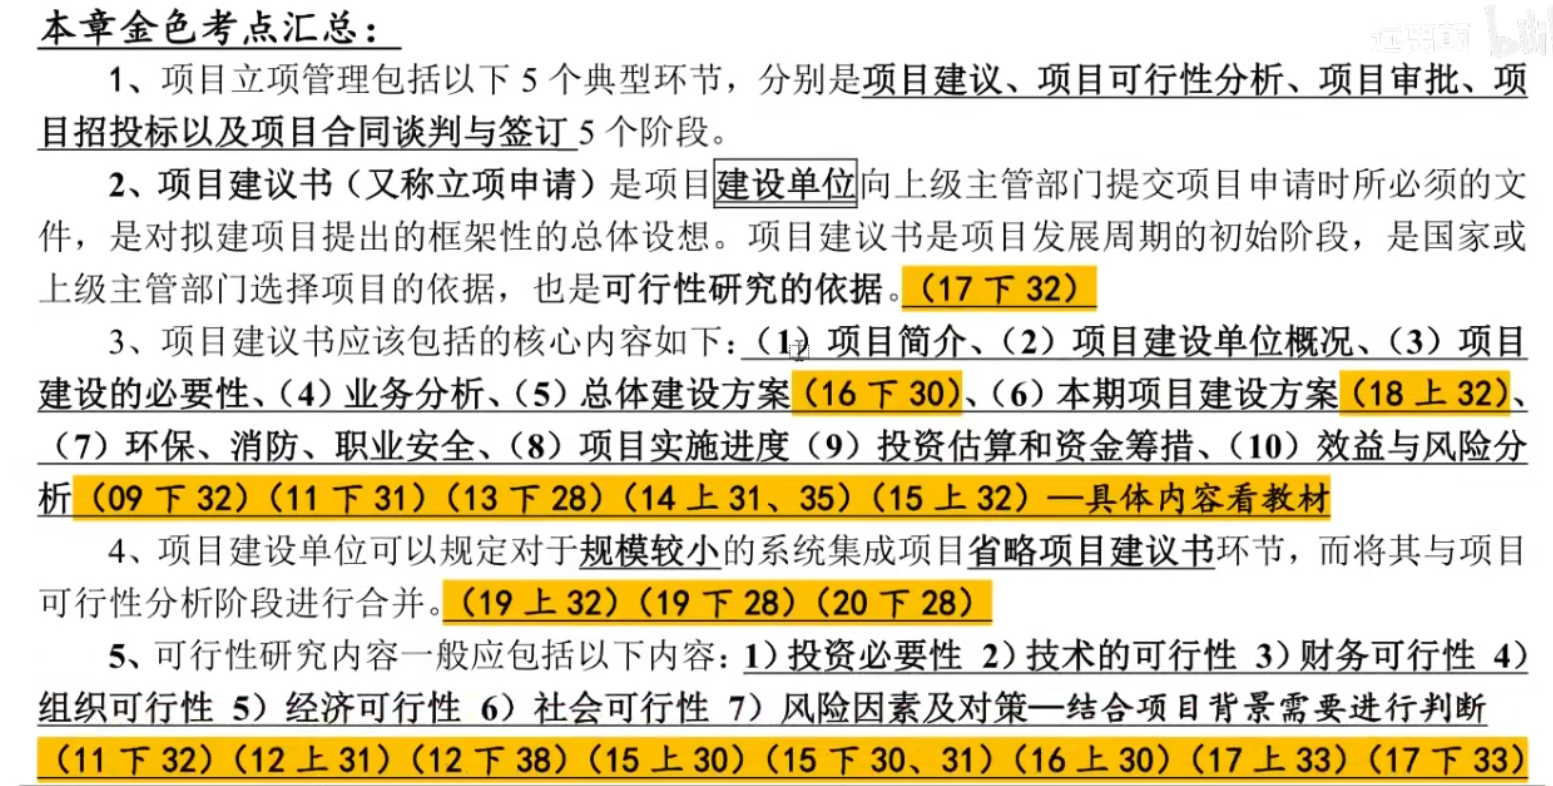 本章金色考点汇总：
1、项目立项管理包括以下 5 个典型环节，分别是项目建议、项目可行性分析、项目审批、项
目招投标以及项目合同谈判与签订 5 个阶段。
2、项目建议书（又称立项申请）是项目建设单位向上级主管部门提交项目申请时所必须的文
件，是对拟建项目提出的框架性的总体设想。项目建议书是项目发展周期的初始阶段，是国家或
上级主管部门选择项目的依据，也是可行性研究的依据。（17 下 32）
3、项目建议书应该包括的核心内容如下：（1）项目简介、（2）项目建设单位概况、（3）项目
建设的必要性、（4）业务分析、（5）总体建设方案（16 下 30）、（6）本期项目建设方案（18 上 32）、
（7）环保、消防、职业安全、（8）项目实施进度（9）投资估算和资金筹措、（10）效益与风险分
析（09 下 32）（11 下 31）（13 下 28）（14 上 31、35）（15 上 32）—具体内容看教材
4、项目建设单位可以规定对于规模较小的系统集成项目省略项目建议书环节，而将其与项目
可行性分析阶段进行合并。（19 上 32）（19 下 28）（20 下 28）
5、可行性研究内容一般应包括以下内容：1）投资必要性 2）技术的可行性 3）财务可行性 4）
组织可行性 5）经济可行性 6）社会可行性 7）风险因素及对策—结合项目背景需要进行判断
（11 下 32）（12 上 31）（12 下 38）（15 上 30）（15 下 30、31）（16 上 30）（17 上 33）（17 下 33）